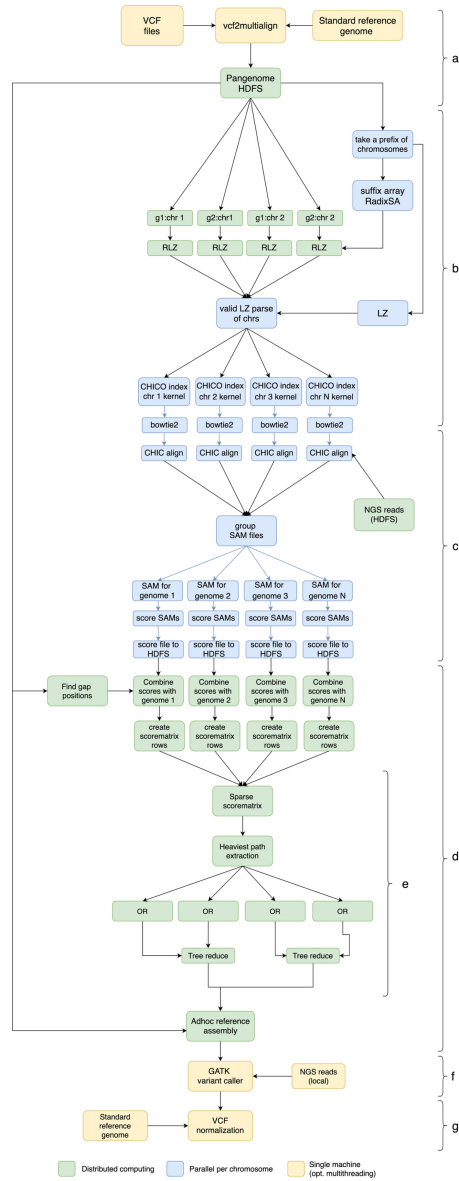 VCF
files
vcf2multialign
Standard reference
genome
a
Pangenome
HDFS
take a prefix of
chromosomes
suffix array
RadixSA
g1:chr 1
g2:chr1
g1:chr 2
g2:chr 2
RLZ
RLZ
RLZ
RLZ
b
valid LZ parse
of chrs
LZ
CHICO index
chr 1 kernel
CHICO index
chr 2 kernel
CHICO index
chr 3 kernel
CHICO index
chr N kernel
bowtie2
bowtie2
bowtie2
bowtie2
CHIC align
CHIC align
CHIC align
CHIC align
NGS reads
(HDFS)
group
SAM files
c
SAM for
genome 1
SAM for
genome 2
SAM for
genome 3
SAM for
genome N
score SAMs
score SAMs
score SAMs
score SAMs
score file to
HDFS
score file to
HDFS
score file to
HDFS
score file to
HDFS
Find gap
positions
Combine
scores with
genome 1
Combine
scores with
genome 2
Combine
scores with
genome 3
Combine
scores with
genome N
create
scorematrix
rows
create
scorematrix
rows
create
scorematrix
rows
create
scorematrix
rows
Sparse
scorematrix
Heaviest path
extraction
d
e
OR
OR
OR
OR
Tree reduce
Tree reduce
Adhoc reference
assembly
GATK
variant caller
NGS reads
(local)
f
Standard
reference
genome
VCF
normalization
g
Distributed computing
Parallel per chromosome
Single machine
(opt. multithreading)